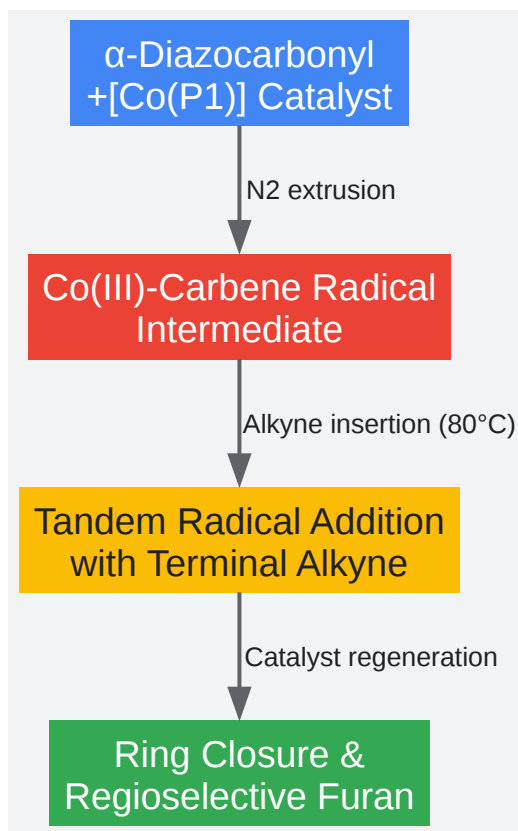 α-Diazocarbonyl
+[Co(P1)] Catalyst
N2 extrusion
Co(III)-Carbene Radical
Intermediate
Alkyne insertion (80°C)
Tandem Radical Addition
with Terminal Alkyne
Catalyst regeneration
Ring Closure &
Regioselective Furan